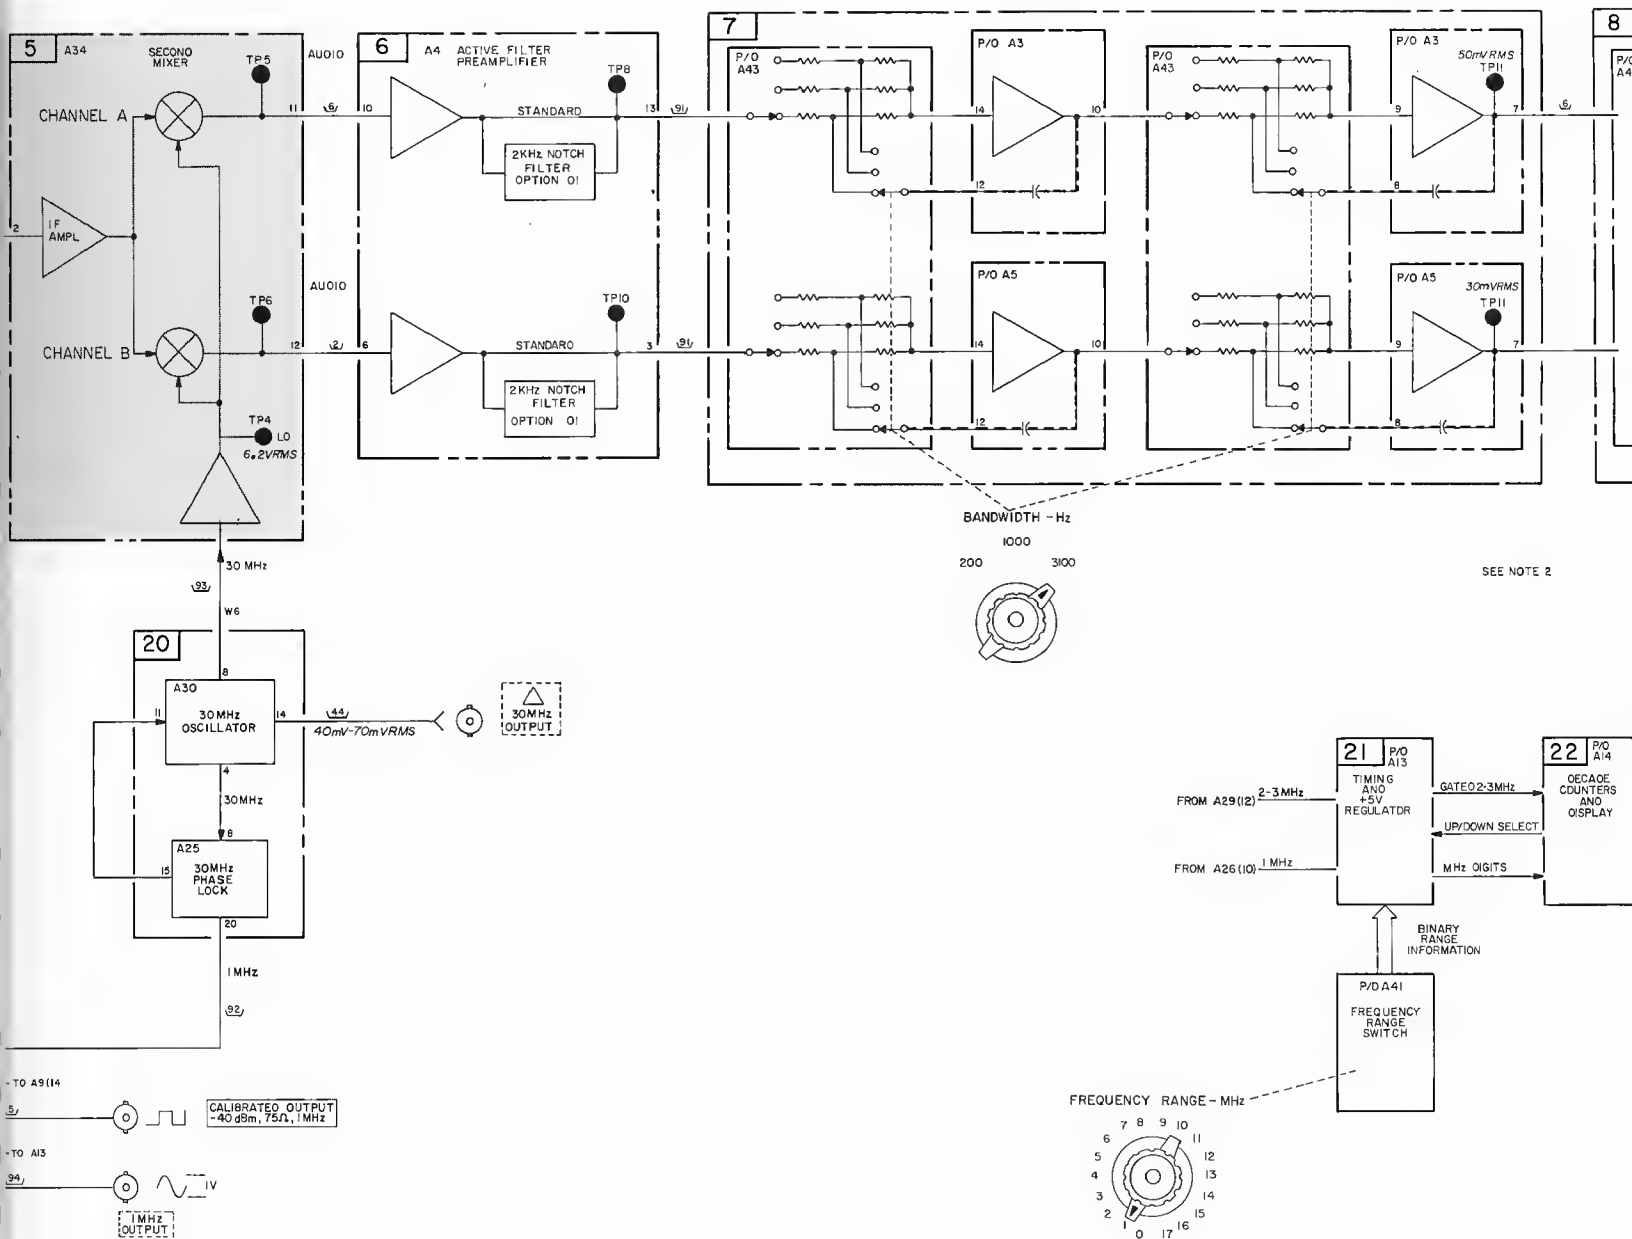 5 A34 SECOND
MIXER
TP5
AUDIO
CHANNEL A
11
6
IF
AMPL
2
CHANNEL B
TP6
AUDIO
12
2
TP4
LO
6.2VRMS
6 A4 ACTIVE FILTER
PREAMPLIFIER
TP8
10
STANDARD
13
91
2KHz NOTCH
FILTER
OPTION 01
TP10
6
STANDARD
3
91
2KHz NOTCH
FILTER
OPTION 01
7
P/O
A43
P/O A3
14
10
12
P/O
A43
P/O A3
50mVRMS
TP11
9
7
8
6
P/O A5
14
10
12
P/O A5
30mVRMS
TP11
9
7
8
8
BANDWIDTH - Hz
1000
200
3100
SEE NOTE 2
30 MHz
93
W6
20
8
A30
30MHz
OSCILLATOR
11
14
44
40mV-70mVRMS
30MHz
OUTPUT
4
30MHz
8
A25
30MHz
PHASE
LOCK
15
20
1MHz
92
-TO A9(14
5
CALIBRATED OUTPUT
-40 dBm, 75Ω, 1MHz
-TO A13
94
1V
1MHz
OUTPUT
21 P/O
A13
TIMING
AND
+5V
REGULATOR
FROM A29(12) 2-3MHz
FROM A26(10) 1 MHz
GATED 2-3MHz
UP/DOWN SELECT
MHz DIGITS
22 P/O
A14
DECADE
COUNTERS
AND
DISPLAY
BINARY
RANGE
INFORMATION
P/O A41
FREQUENCY
RANGE
SWITCH
FREQUENCY RANGE - MHz
0
1
2
3
4
5
6
7
8
9
10
11
12
13
14
15
16
17